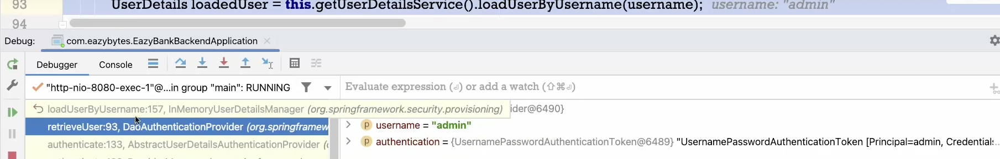 93 UserDetails loadedUser = this.getUserDetailsService().loadUserByUsername(username); username: "admin"
94
Debug: com.eazybytes.EazyBankBackendApplication
Debugger Console
"http-nio-8080-exec-1"@...in group "main": RUNNING Evaluate expression (⏎) or add a watch (⇧⌘⏎)
loadUserByUsername:157, InMemoryUserDetailsManager (org.springframework.security.provisioning) ider@6490}
retrieveUser:93, DaoAuthenticationProvider (org.springframew p username = "admin"
authenticate:133, AbstractUserDetailsAuthenticationProvider (o p authentication = {UsernamePasswordAuthenticationToken@6489} "UsernamePasswordAuthenticationToken [Principal=admin, Credentials...